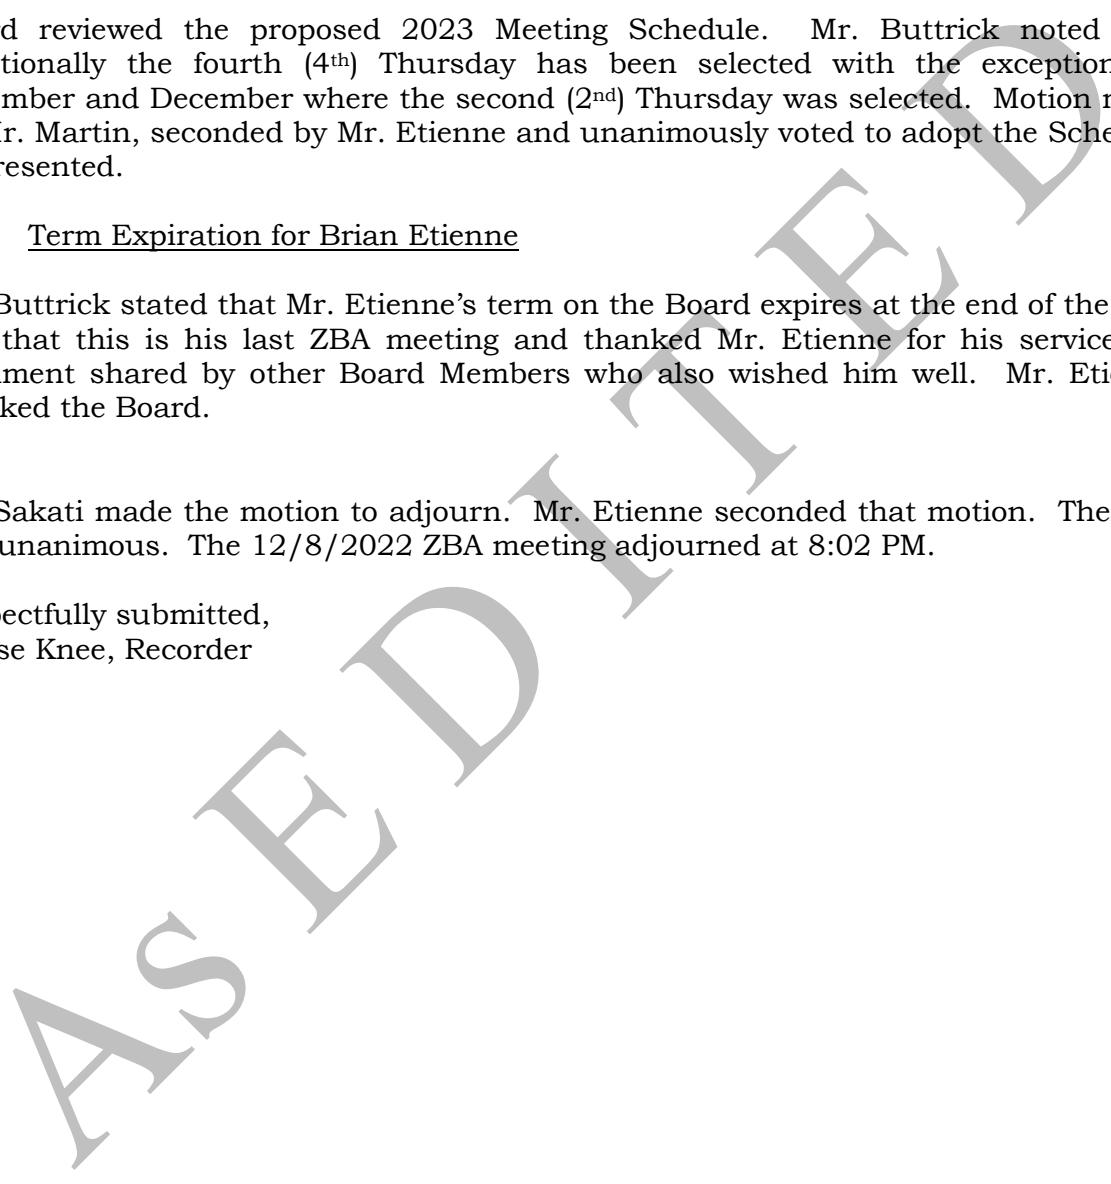 rd reviewed the proposed 2023 Meeting Schedule. Mr. Buttrick noted
tionally the fourth (4th) Thursday has been selected with the exception
mber and December where the second (2nd) Thursday was selected. Motion
r. Martin, seconded by Mr. Etienne and unanimously voted to adopt the Sche
resented.
Term Expiration for Brian Etienne
Buttrick stated that Mr. Etienne’s term on the Board expires at the end of the
that this is his last ZBA meeting and thanked Mr. Etienne for his service
ment shared by other Board Members who also wished him well. Mr. Eti
ked the Board.
Sakati made the motion to adjourn. Mr. Etienne seconded that motion. The
unanimous. The 12/8/2022 ZBA meeting adjourned at 8:02 PM.
ectfully submitted,
se Knee, Recorder
As EDITED